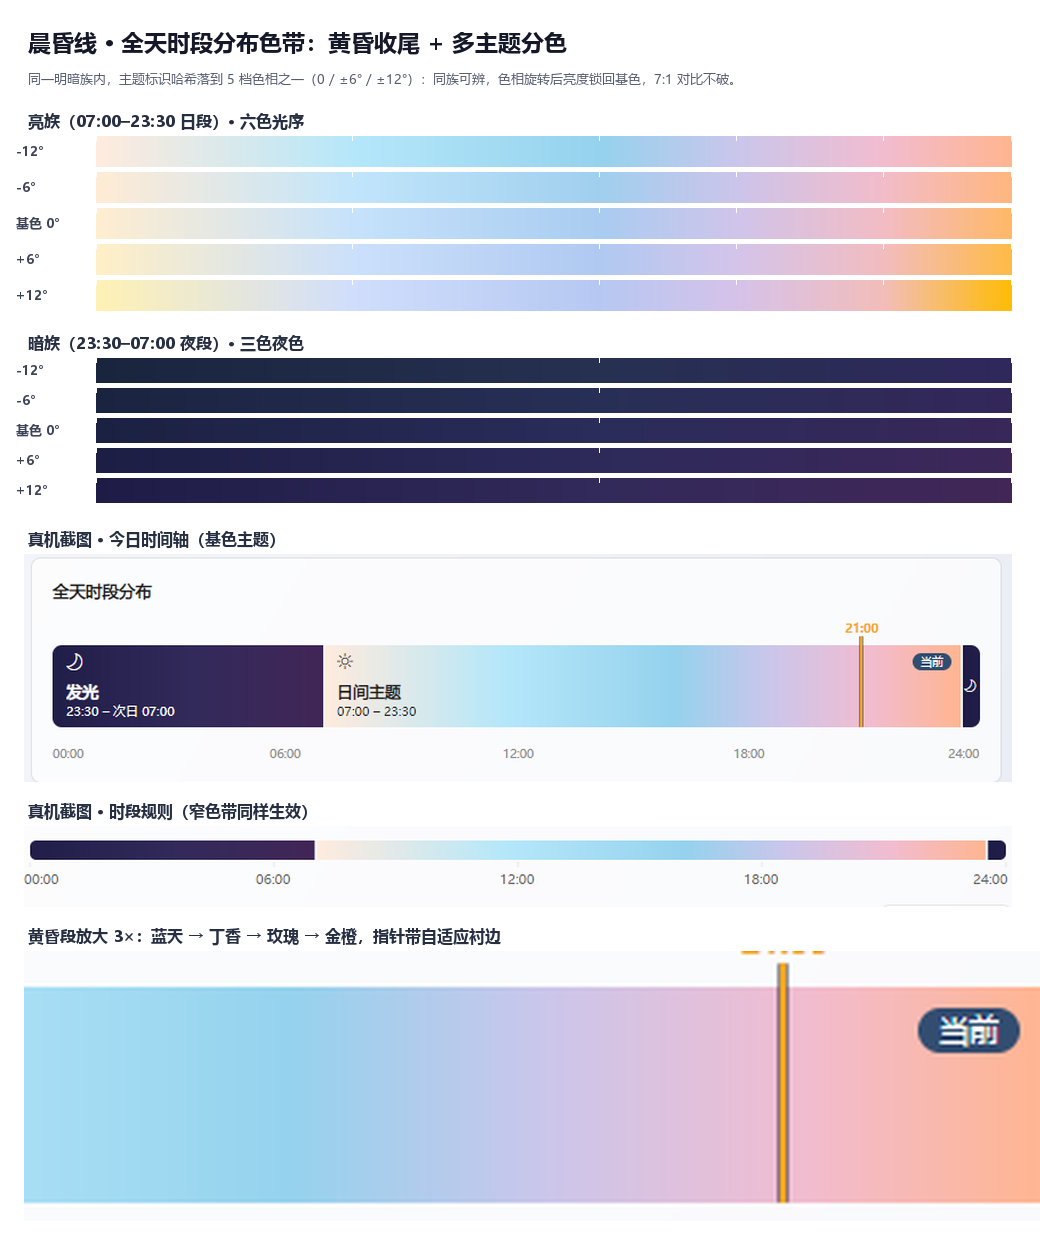 晨昏线 • 全天时段分布色带：黄昏收尾 + 多主题分色
同一明暗族内，主题标识哈希落到 5 档色相之一（0 / ±6° / ±12°）：同族可辨，色相旋转后亮度锁回基色，7:1 对比不破。
亮族（07:00–23:30 日段）• 六色光序
-12°
-6°
基色 0°
+6°
+12°
暗族（23:30–07:00 夜段）• 三色夜色
-12°
-6°
基色 0°
+6°
+12°
真机截图 • 今日时间轴（基色主题）
全天时段分布
21:00
当前
发光
日间主题
23:30 – 次日 07:00
07:00 – 23:30
00:00
06:00
12:00
18:00
24:00
真机截图 • 时段规则（窄色带同样生效）
00:00
06:00
12:00
18:00
24:00
黄昏段放大 3×：蓝天 → 丁香 → 玫瑰 → 金橙，指针带自适应衬边
当前